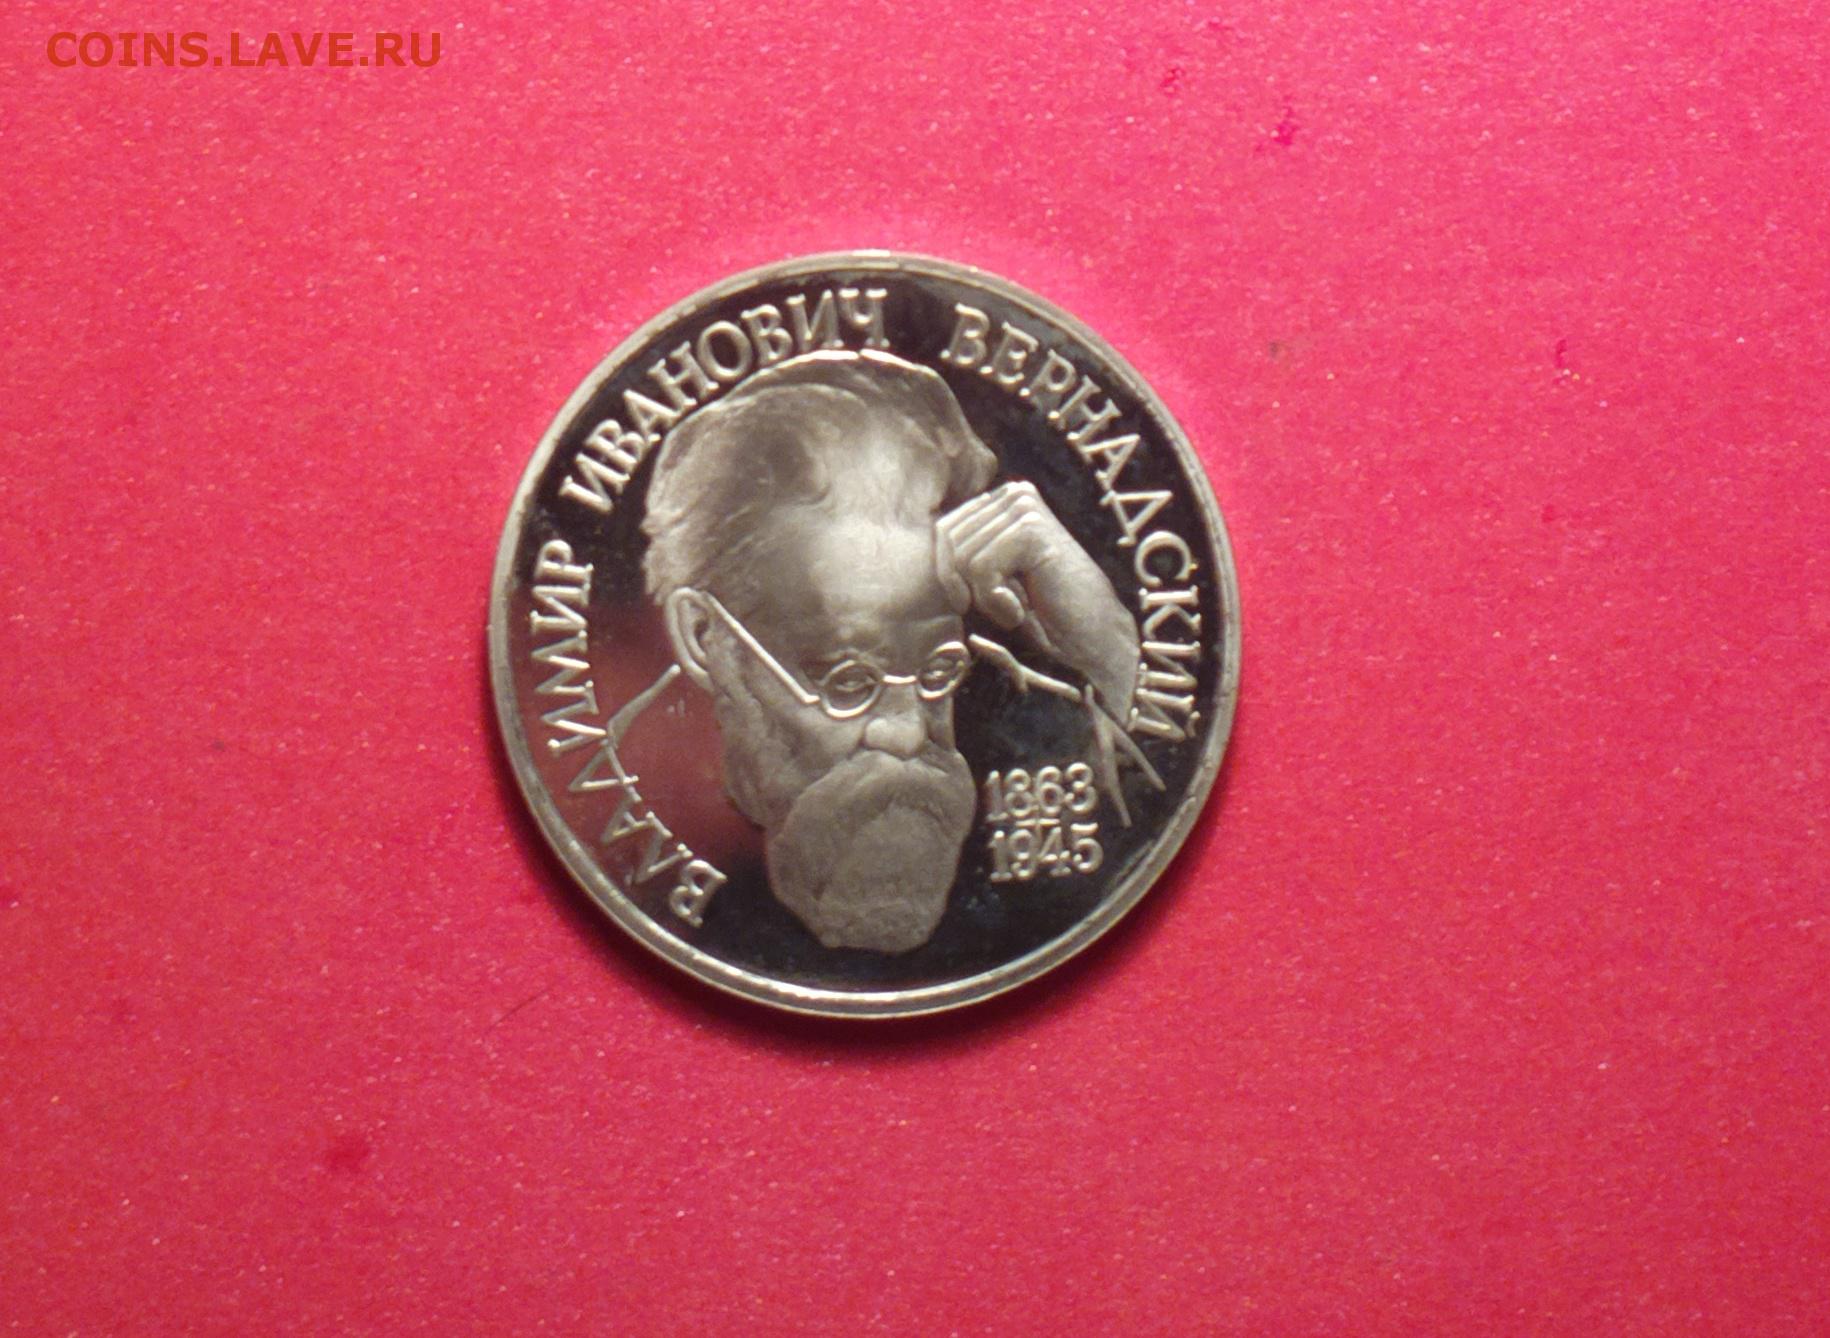 COINS.LAVE.RU
ВЛАДИМИР ИВАНОВИЧ ВЕРНАДСКИЙ
1863
1945